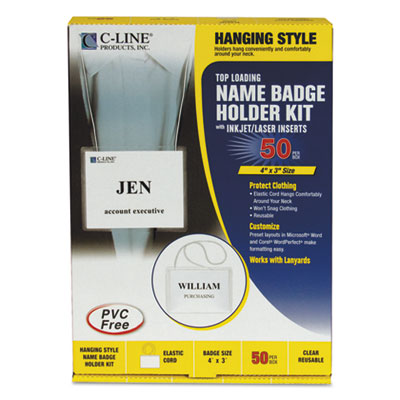 C-LINE®
PRODUCTS, INC.
HANGING STYLE
Holders hang conveniently and comfortably
around your neck.
TOP LOADING
NAME BADGE
HOLDER KIT
with INKJET/LASER INSERTS
50 PER BOX
4" x 3" Size
Protect Clothing
• Elastic Cord Hangs Comfortably
Around Your Neck
• Won't Snag Clothing
• Reusable
Customize
Preset layouts in Microsoft® Word
and Corel® WordPerfect® make
formatting easy.
Works with Lanyards
C-LINE
JEN
account executive
WILLIAM
PURCHASING
PVC
Free
HANGING STYLE
NAME BADGE
HOLDER KIT
ELASTIC
CORD
BADGE SIZE
4" x 3"
50 PER BOX
CLEAR
REUSABLE